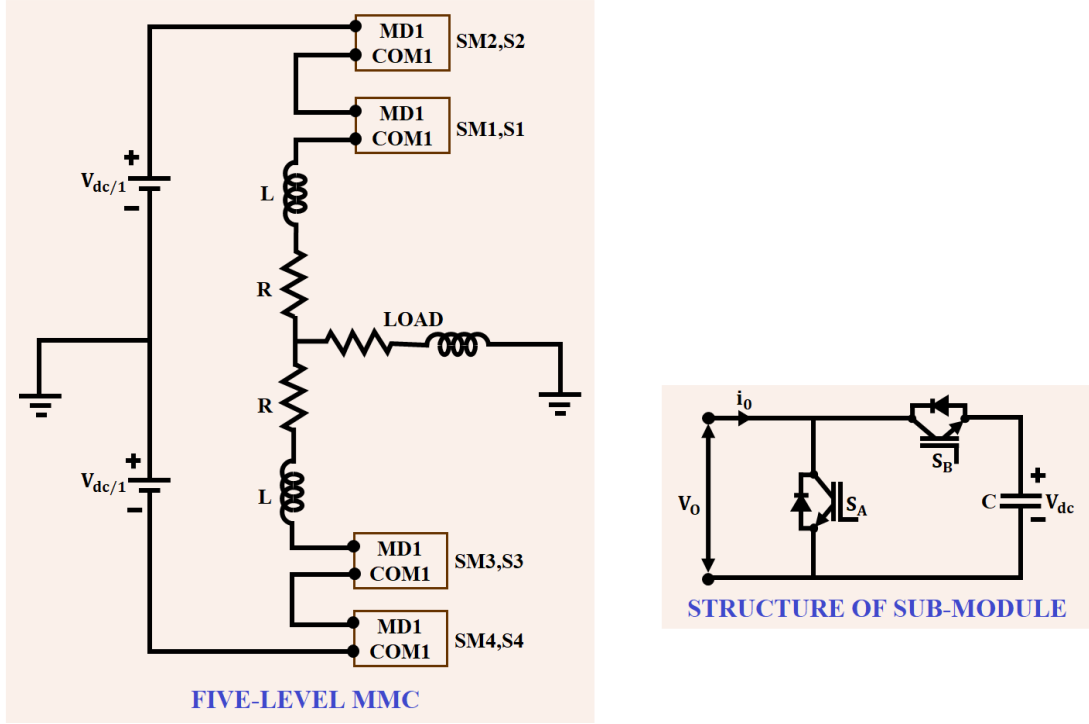 MD1
COM1
SM2,S2
MD1
COM1
SM1,S1
+
Vdc/1
−
L
R
LOAD
R
+
Vdc/1
−
L
MD1
COM1
SM3,S3
MD1
COM1
SM4,S4
FIVE-LEVEL MMC
i0
SB
V0
SA
C
+
Vdc
−
STRUCTURE OF SUB-MODULE